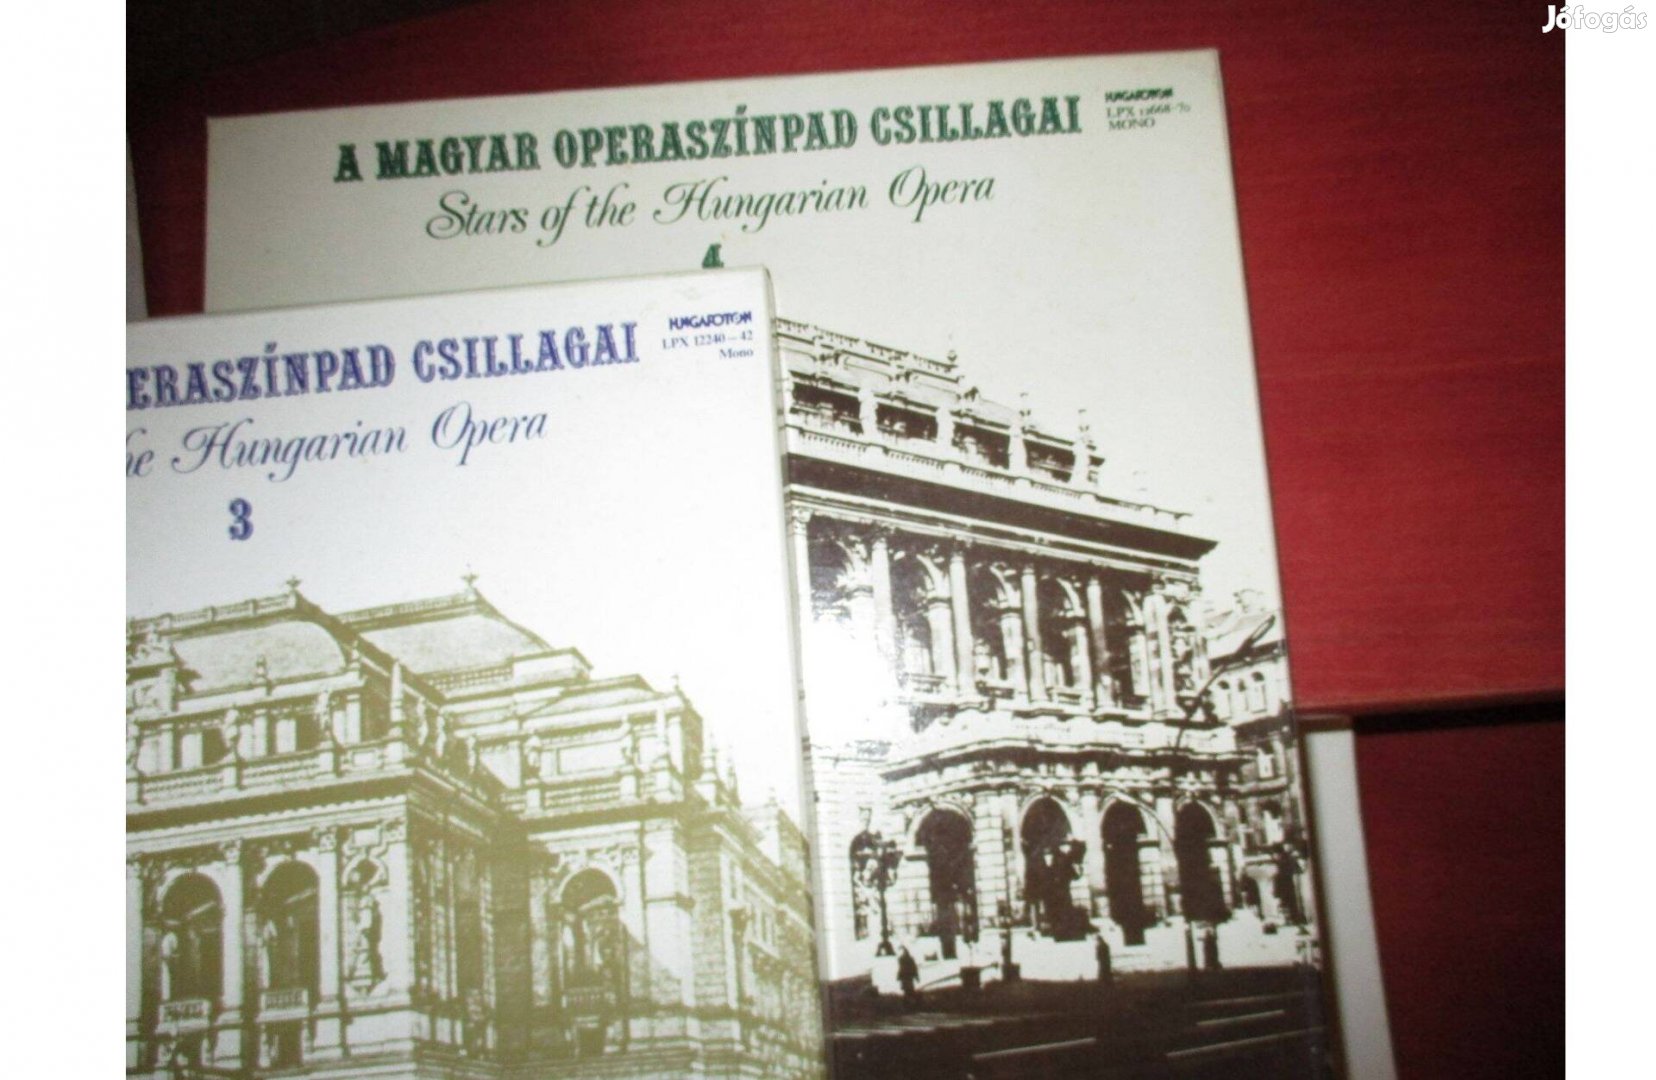 Jófogás
A MAGYAR OPERASZÍNPAD CSILLAGAI
Stars of the Hungarian Opera
4
HUNGAROTON
LPX 12668-70
MONO
ERASZÍNPAD CSILLAGAI
he Hungarian Opera
3
HUNGAROTON
LPX 12240-42
Mono